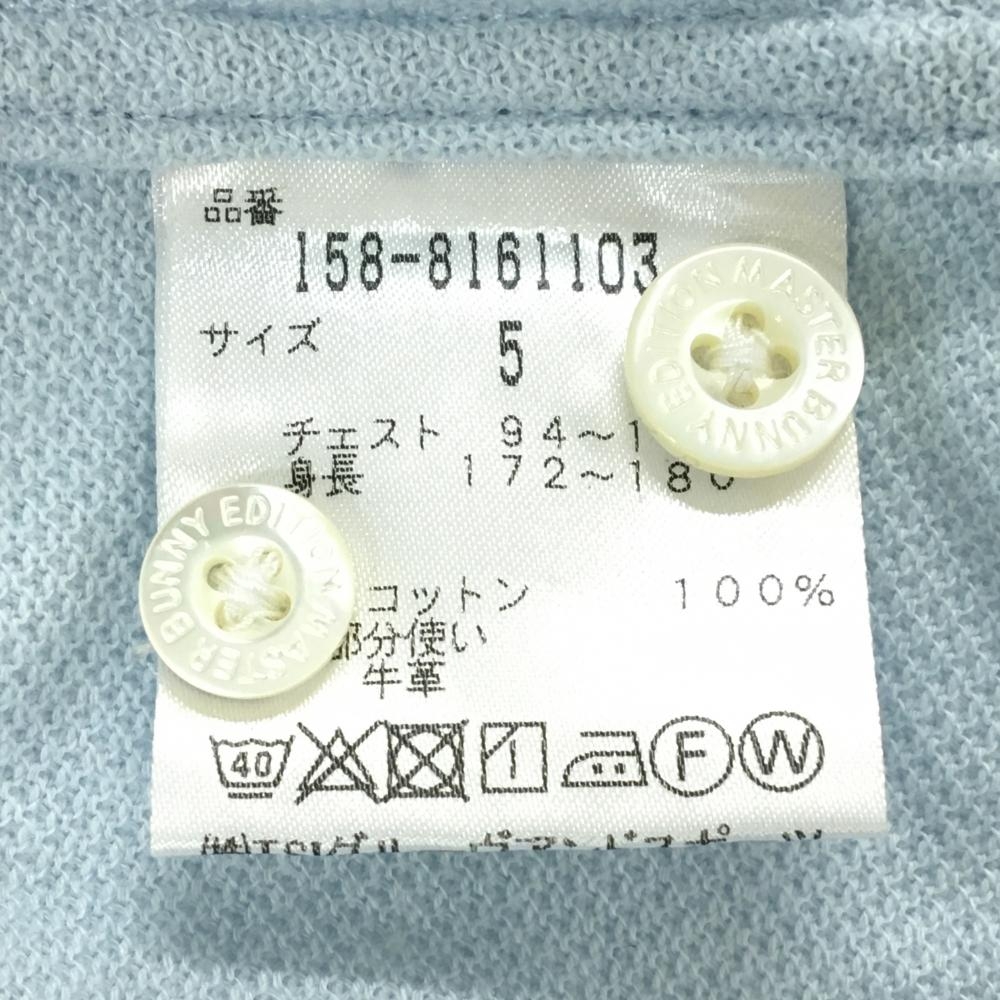 品番
158-8161103
サイズ 5
チェスト 94~1
身長 172~180
コットン 100%
部分使い
牛革
40
F
W
MASTER BUNNY EDITION
MASTER BUNNY EDITION